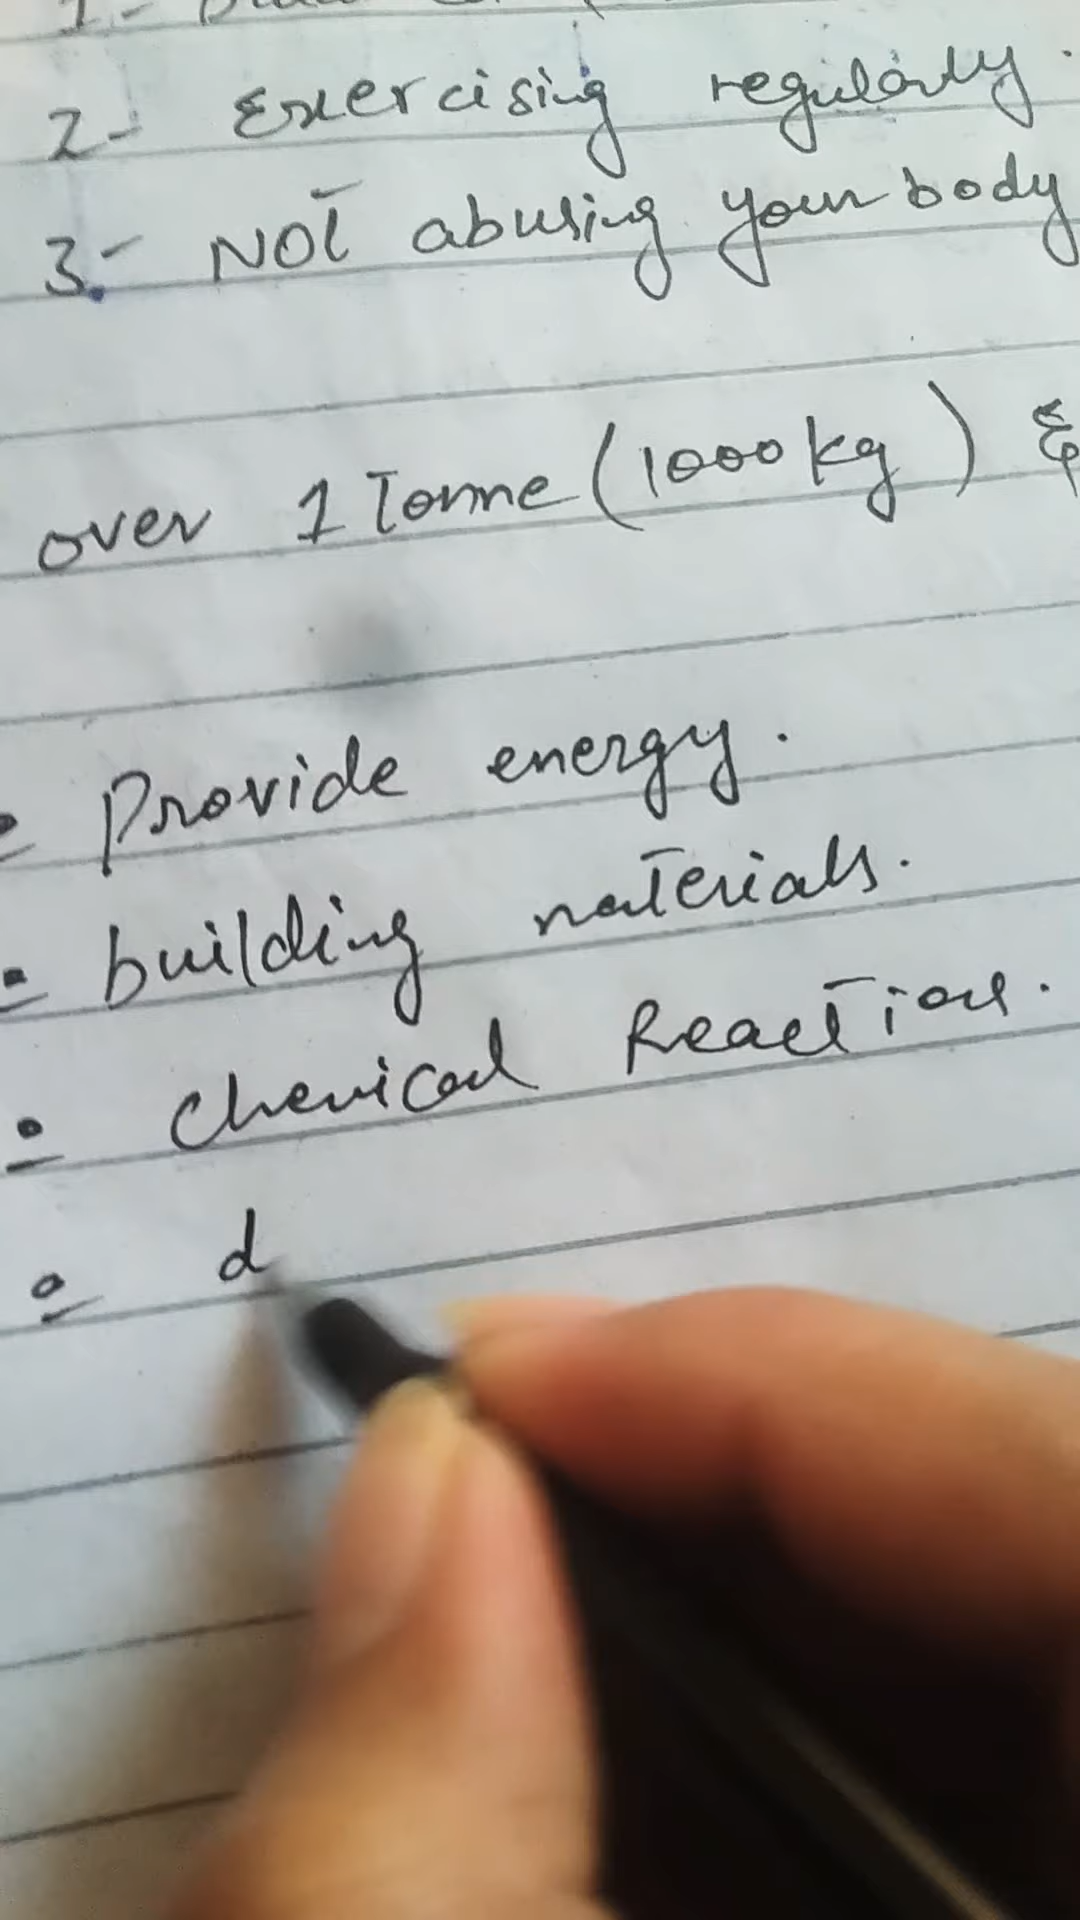 2- Exercising regularly.
3.- NOT abusing your body
over 1 Tonne (1000 kg) &
Provide energy.
building materials.
chemical Reactions.
d